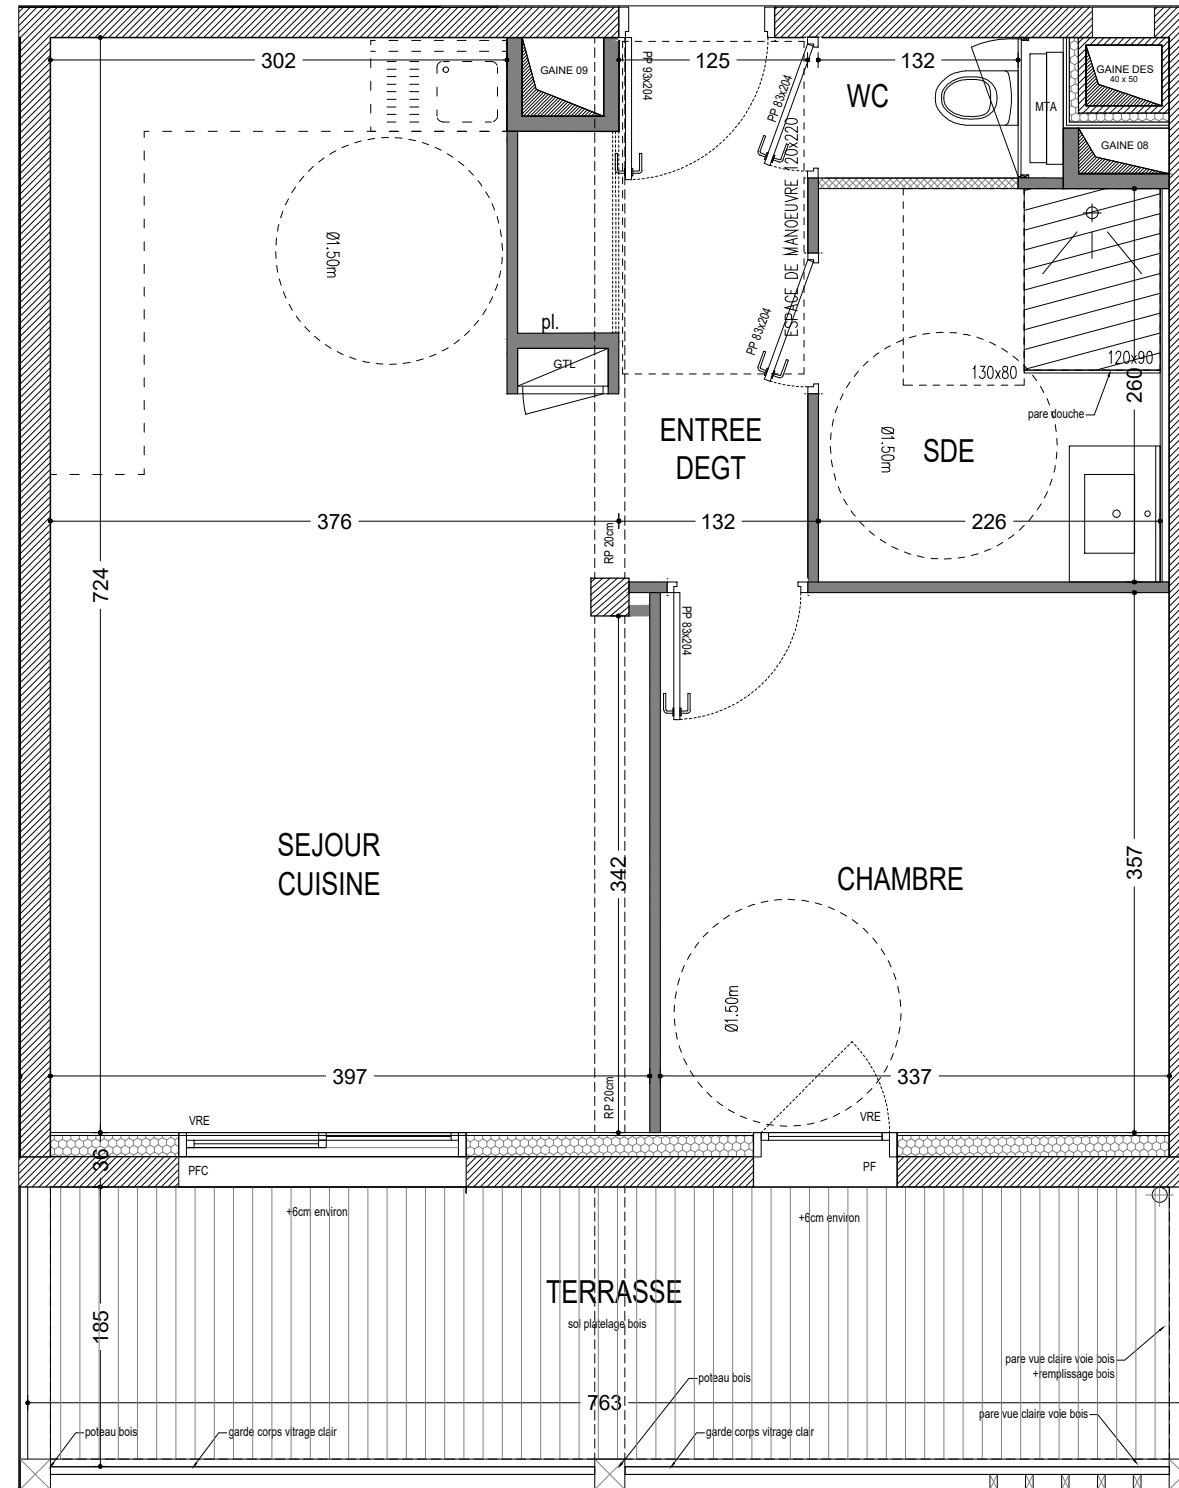 302
GAINE 09
PP 93x204
125
PP 83x204
132
WC
MTA
GAINE DES
40 x 50
GAINE 08
ESPACE DE MANOEUVRE 120x220
Ø1.50m
pl.
GTL
PP 83x204
130x80
120x90
260
pare douche
ENTREE
DEGT
Ø1.50m
SDE
376
RP 20cm
132
226
724
PP 83x204
SEJOUR
CUISINE
342
CHAMBRE
357
Ø1.50m
397
RP 20cm
337
VRE
VRE
36
PFC
PF
+6cm environ
+6cm environ
TERRASSE
sol platelage bois
185
pare vue claire voie bois
+remplissage bois
poteau bois
763
pare vue claire voie bois
poteau bois
garde corps vitrage clair
garde corps vitrage clair